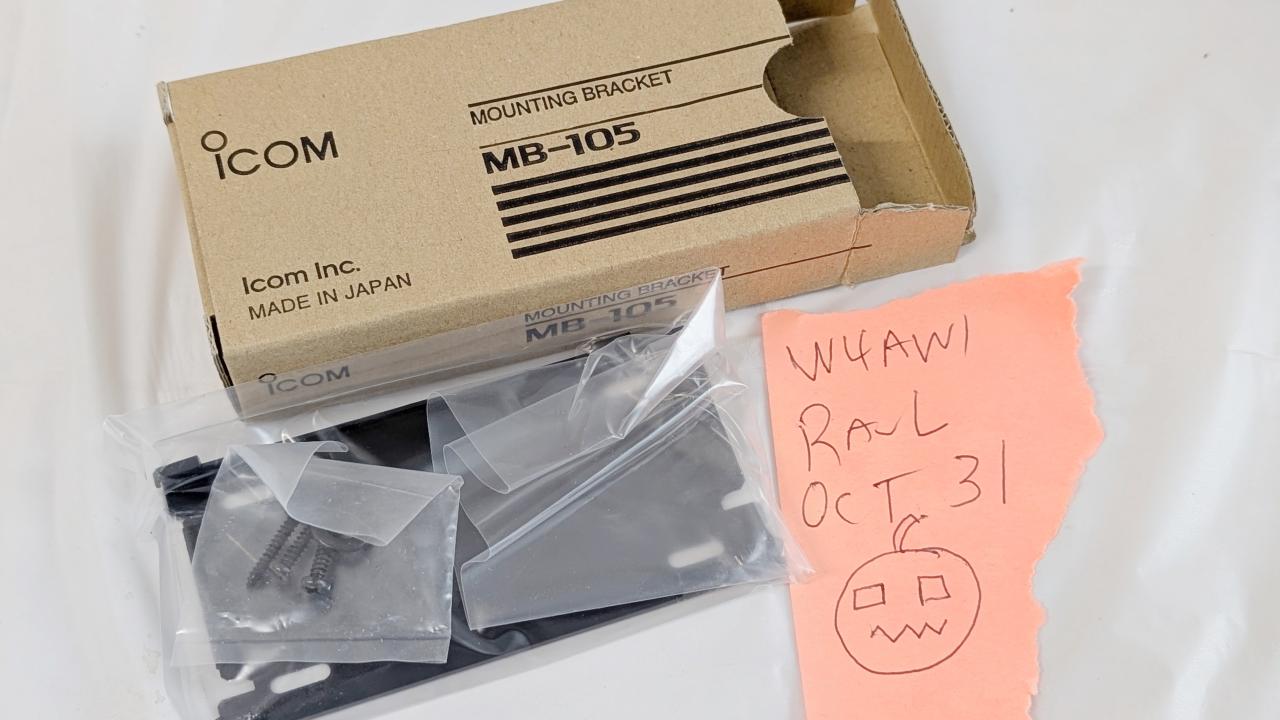 ICOM
MOUNTING BRACKET
MB-105
Icom Inc.
MADE IN JAPAN
MOUNTING BRACKET
MB-105
ICOM
W4AWI
RAUL
OCT 31